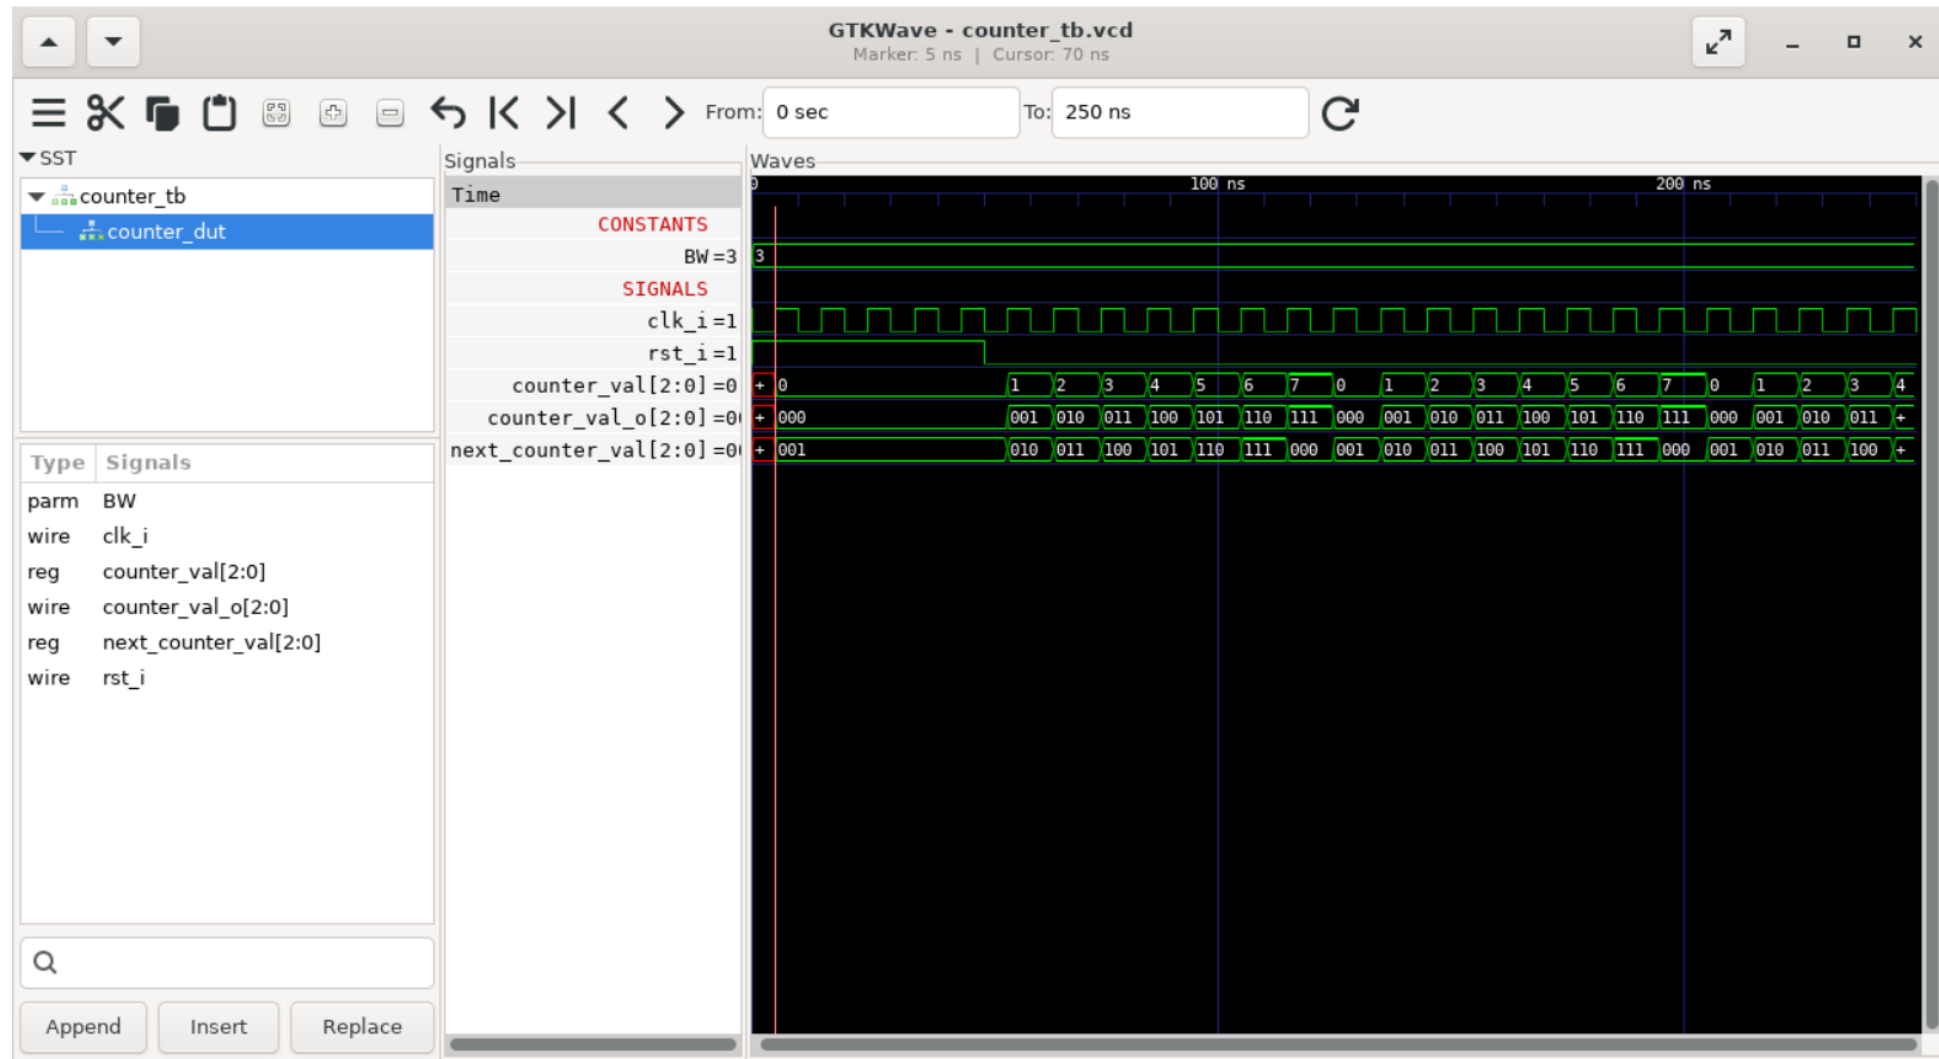 GTKWave - counter_tb.vcd
Marker: 5 ns | Cursor: 70 ns
From: 0 sec To: 250 ns
SST
counter_tb
counter_dut
Type Signals
parm BW
wire clk_i
reg counter_val[2:0]
wire counter_val_o[2:0]
reg next_counter_val[2:0]
wire rst_i
Append Insert Replace
Signals
Time
CONSTANTS
BW=3
SIGNALS
clk_i=1
rst_i=1
counter_val[2:0]=0
counter_val_o[2:0]=00
next_counter_val[2:0]=00
Waves
0 100 ns 200 ns
3
+ 0 1 2 3 4 5 6 7 0 1 2 3 4 5 6 7 0 1 2 3 4
+ 000 001 010 011 100 101 110 111 000 001 010 011 100 101 110 111 000 001 010 011 +
+ 001 010 011 100 101 110 111 000 001 010 011 100 101 110 111 000 001 010 011 100 +